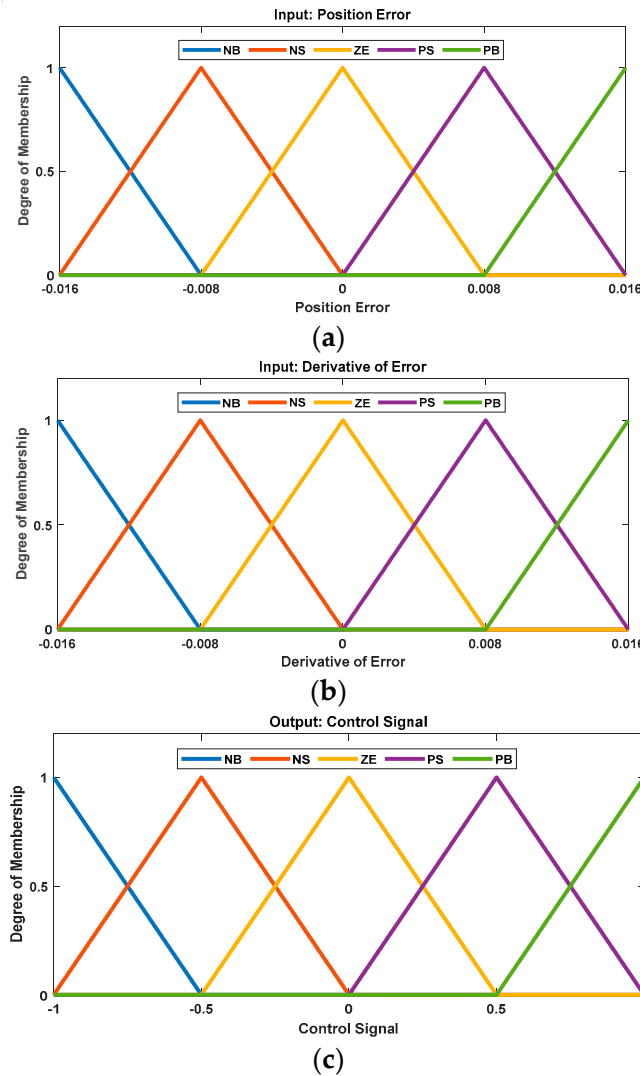 Input: Position Error
NB NS ZE PS PB
1
0.5
0
Degree of Membership
-0.016 -0.008 0 0.008 0.016
Position Error
(a)
Input: Derivative of Error
NB NS ZE PS PB
1
0.5
0
Degree of Membership
-0.016 -0.008 0 0.008 0.016
Derivative of Error
(b)
Output: Control Signal
NB NS ZE PS PB
1
0.5
0
Degree of Membership
-1 -0.5 0 0.5
Control Signal
(c)